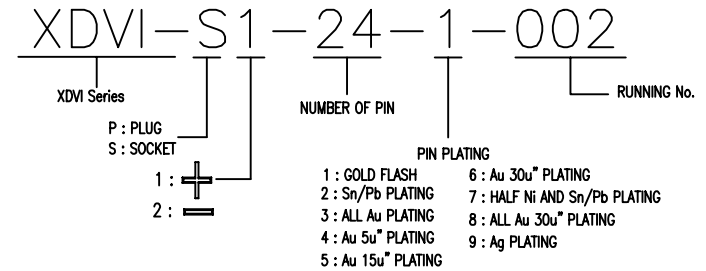 XDVI-S1-24-1-002
XDVI Series
RUNNING No.
NUMBER OF PIN
P : PLUG
S : SOCKET
1 :
2 :
PIN PLATING
1 : GOLD FLASH
2 : Sn/Pb PLATING
3 : ALL Au PLATING
4 : Au 5u" PLATING
5 : Au 15u" PLATING
6 : Au 30u" PLATING
7 : HALF Ni AND Sn/Pb PLATING
8 : ALL Au 30u" PLATING
9 : Ag PLATING